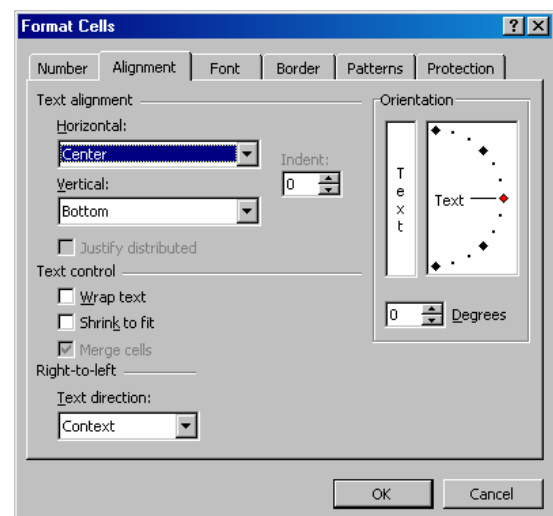 Format Cells
Number Alignment Font Border Patterns Protection
Text alignment
Horizontal:
Center
Indent:
0
Vertical:
Bottom
Justify distributed
Text control
Wrap text
Shrink to fit
Merge cells
Right-to-left
Text direction:
Context
Orientation
Text
Text
0 Degrees
OK Cancel